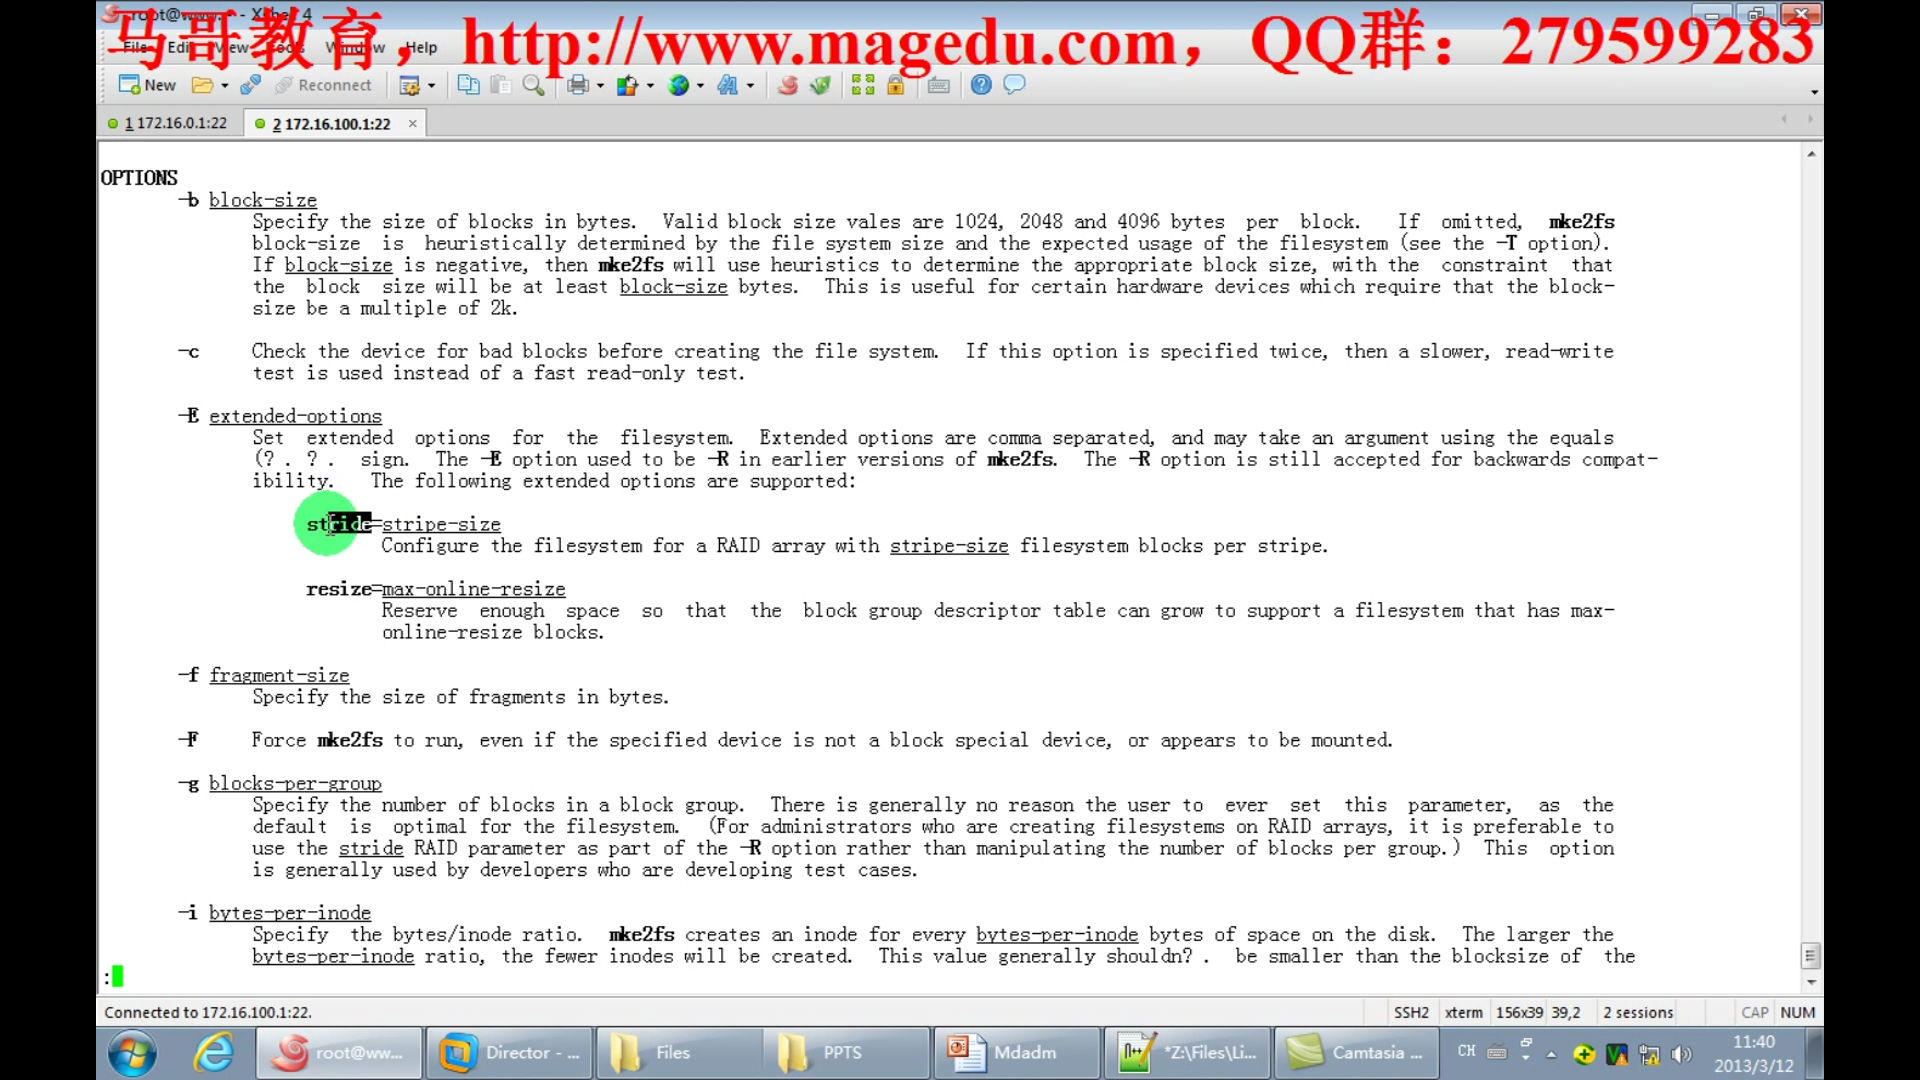 root@www... - Xshell 4
马哥教育，http://www.magedu.com，QQ群：279599283
File Edit View Tools Window Help
New Reconnect
1 172.16.0.1:22 2 172.16.100.1:22
OPTIONS
-b block-size
Specify the size of blocks in bytes. Valid block size vales are 1024, 2048 and 4096 bytes per block. If omitted, mke2fs
block-size is heuristically determined by the file system size and the expected usage of the filesystem (see the -T option).
If block-size is negative, then mke2fs will use heuristics to determine the appropriate block size, with the constraint that
the block size will be at least block-size bytes. This is useful for certain hardware devices which require that the block-
size be a multiple of 2k.
-c Check the device for bad blocks before creating the file system. If this option is specified twice, then a slower, read-write
test is used instead of a fast read-only test.
-E extended-options
Set extended options for the filesystem. Extended options are comma separated, and may take an argument using the equals
(? . ? . sign. The -E option used to be -R in earlier versions of mke2fs. The -R option is still accepted for backwards compat-
ibility. The following extended options are supported:
stride=stripe-size
Configure the filesystem for a RAID array with stripe-size filesystem blocks per stripe.
resize=max-online-resize
Reserve enough space so that the block group descriptor table can grow to support a filesystem that has max-
online-resize blocks.
-f fragment-size
Specify the size of fragments in bytes.
-F Force mke2fs to run, even if the specified device is not a block special device, or appears to be mounted.
-g blocks-per-group
Specify the number of blocks in a block group. There is generally no reason the user to ever set this parameter, as the
default is optimal for the filesystem. (For administrators who are creating filesystems on RAID arrays, it is preferable to
use the stride RAID parameter as part of the -R option rather than manipulating the number of blocks per group.) This option
is generally used by developers who are developing test cases.
-i bytes-per-inode
Specify the bytes/inode ratio. mke2fs creates an inode for every bytes-per-inode bytes of space on the disk. The larger the
bytes-per-inode ratio, the fewer inodes will be created. This value generally shouldn? . be smaller than the blocksize of the
:
Connected to 172.16.100.1:22. SSH2 xterm 156x39 39,2 2 sessions CAP NUM
root@ww... Director - ... Files PPTS Mdadm *Z:\Files\Li... Camtasia ... CH 11:40
2013/3/12